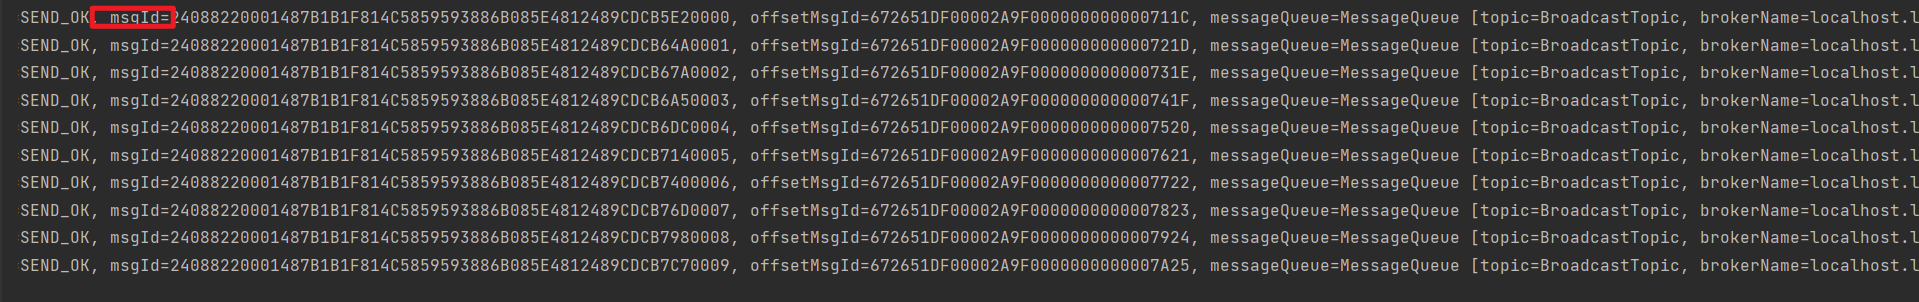 SEND_OK, msgId=24088220001487B1B1F814C5859593886B085E4812489CDCB5E20000, offsetMsgId=672651DF00002A9F000000000000711C, messageQueue=MessageQueue [topic=BroadcastTopic, brokerName=localhost.l
SEND_OK, msgId=24088220001487B1B1F814C5859593886B085E4812489CDCB64A0001, offsetMsgId=672651DF00002A9F000000000000721D, messageQueue=MessageQueue [topic=BroadcastTopic, brokerName=localhost.l
SEND_OK, msgId=24088220001487B1B1F814C5859593886B085E4812489CDCB67A0002, offsetMsgId=672651DF00002A9F000000000000731E, messageQueue=MessageQueue [topic=BroadcastTopic, brokerName=localhost.l
SEND_OK, msgId=24088220001487B1B1F814C5859593886B085E4812489CDCB6A50003, offsetMsgId=672651DF00002A9F000000000000741F, messageQueue=MessageQueue [topic=BroadcastTopic, brokerName=localhost.l
SEND_OK, msgId=24088220001487B1B1F814C5859593886B085E4812489CDCB6DC0004, offsetMsgId=672651DF00002A9F0000000000007520, messageQueue=MessageQueue [topic=BroadcastTopic, brokerName=localhost.l
SEND_OK, msgId=24088220001487B1B1F814C5859593886B085E4812489CDCB7140005, offsetMsgId=672651DF00002A9F0000000000007621, messageQueue=MessageQueue [topic=BroadcastTopic, brokerName=localhost.l
SEND_OK, msgId=24088220001487B1B1F814C5859593886B085E4812489CDCB7400006, offsetMsgId=672651DF00002A9F0000000000007722, messageQueue=MessageQueue [topic=BroadcastTopic, brokerName=localhost.l
SEND_OK, msgId=24088220001487B1B1F814C5859593886B085E4812489CDCB76D0007, offsetMsgId=672651DF00002A9F0000000000007823, messageQueue=MessageQueue [topic=BroadcastTopic, brokerName=localhost.l
SEND_OK, msgId=24088220001487B1B1F814C5859593886B085E4812489CDCB7980008, offsetMsgId=672651DF00002A9F0000000000007924, messageQueue=MessageQueue [topic=BroadcastTopic, brokerName=localhost.l
SEND_OK, msgId=24088220001487B1B1F814C5859593886B085E4812489CDCB7C70009, offsetMsgId=672651DF00002A9F0000000000007A25, messageQueue=MessageQueue [topic=BroadcastTopic, brokerName=localhost.l